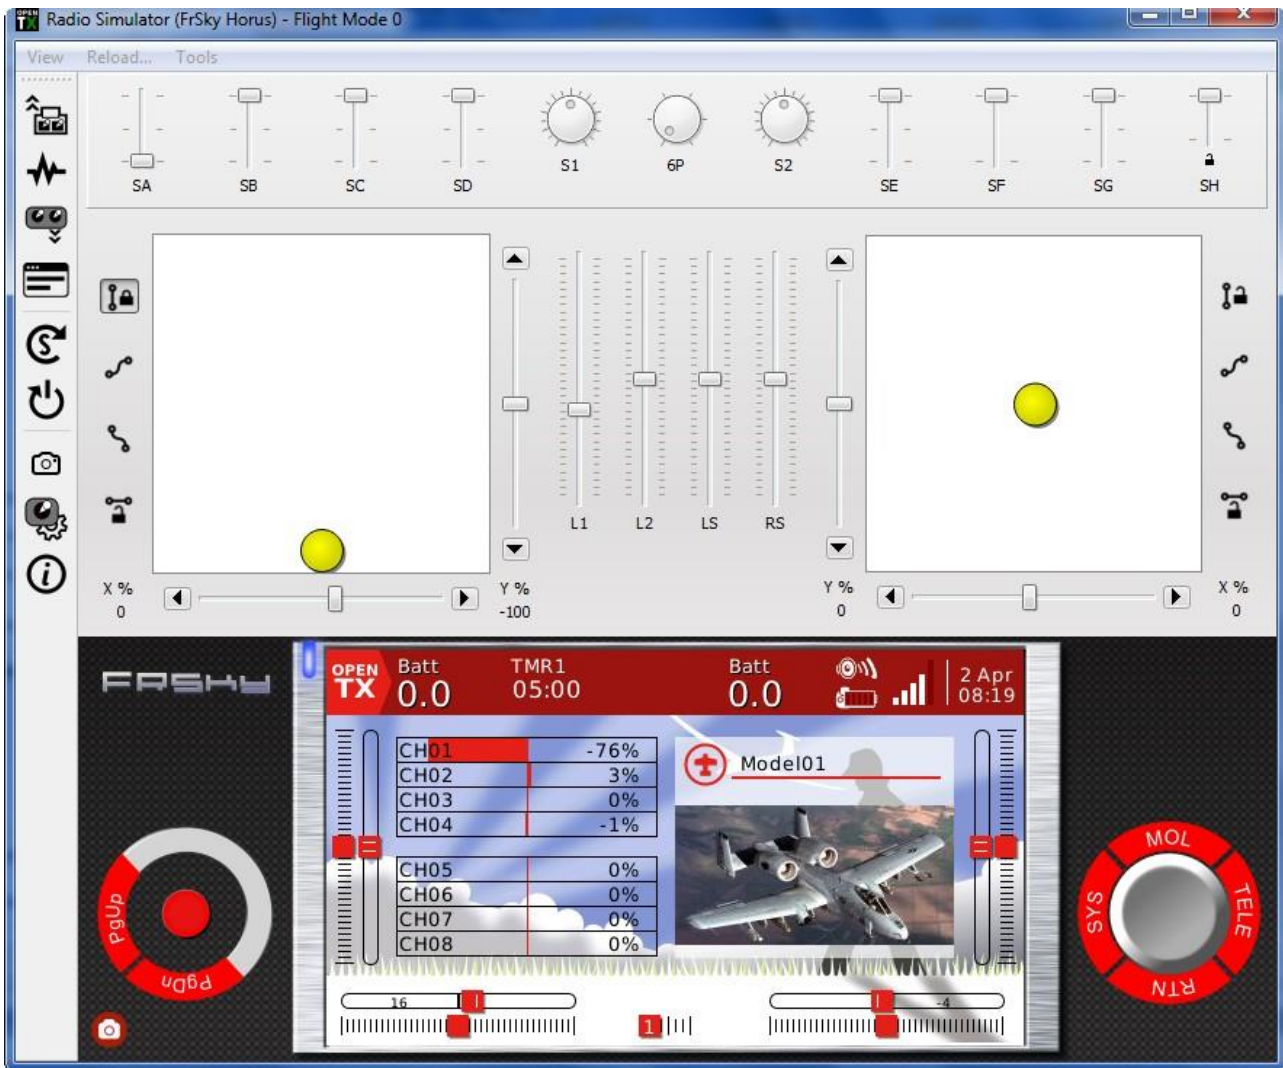 OPEN TX Radio Simulator (FrSky Horus) - Flight Mode 0
View Reload... Tools
SA SB SC SD S1 6P S2 SE SF SG SH
L1 L2 LS RS
X % 0
Y % -100
Y % 0
X % 0
FRSKY
OPEN TX
Batt 0.0
TMR1 05:00
Batt 0.0
2 Apr
08:19
CH01 -76%
CH02 3%
CH03 0%
CH04 -1%
CH05 0%
CH06 0%
CH07 0%
CH08 0%
Model01
PgUp
PgDn
SYS
MDL
TELE
RTN
16
1
-4